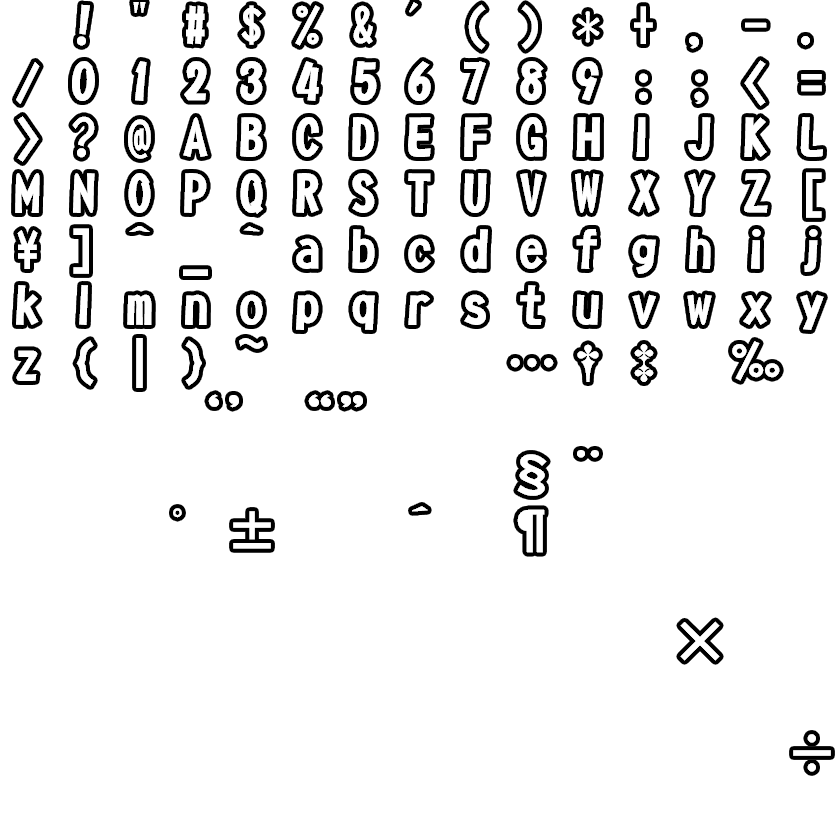 ! " # $ % & ´ ( ) * + , - .
/ 0 1 2 3 4 5 6 7 8 9 : ; < =
> ? @ A B C D E F G H I J K L
M N O P Q R S T U V W X Y Z [
¥ ] ^ _ ^ a b c d e f g h i j
k l m n o p q r s t u v w x y
z { | } ~ … † ‡ ‰
‘ ’ “ ”
§ ¨
° ± ^ ¶
×
÷